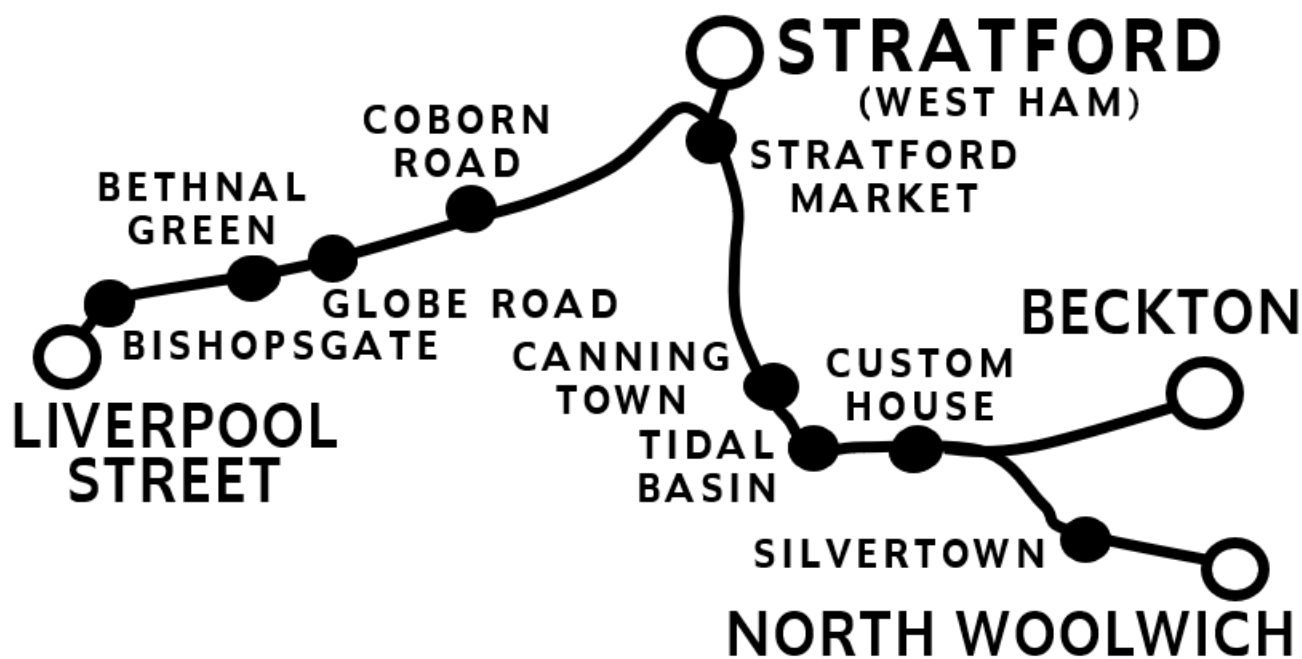 STRATFORD
(WEST HAM)
COBORN
ROAD
STRATFORD
MARKET
BETHNAL
GREEN
GLOBE ROAD
BISHOPSGATE
LIVERPOOL
STREET
BECKTON
CANNING
TOWN
CUSTOM
HOUSE
TIDAL
BASIN
SILVERTOWN
NORTH WOOLWICH